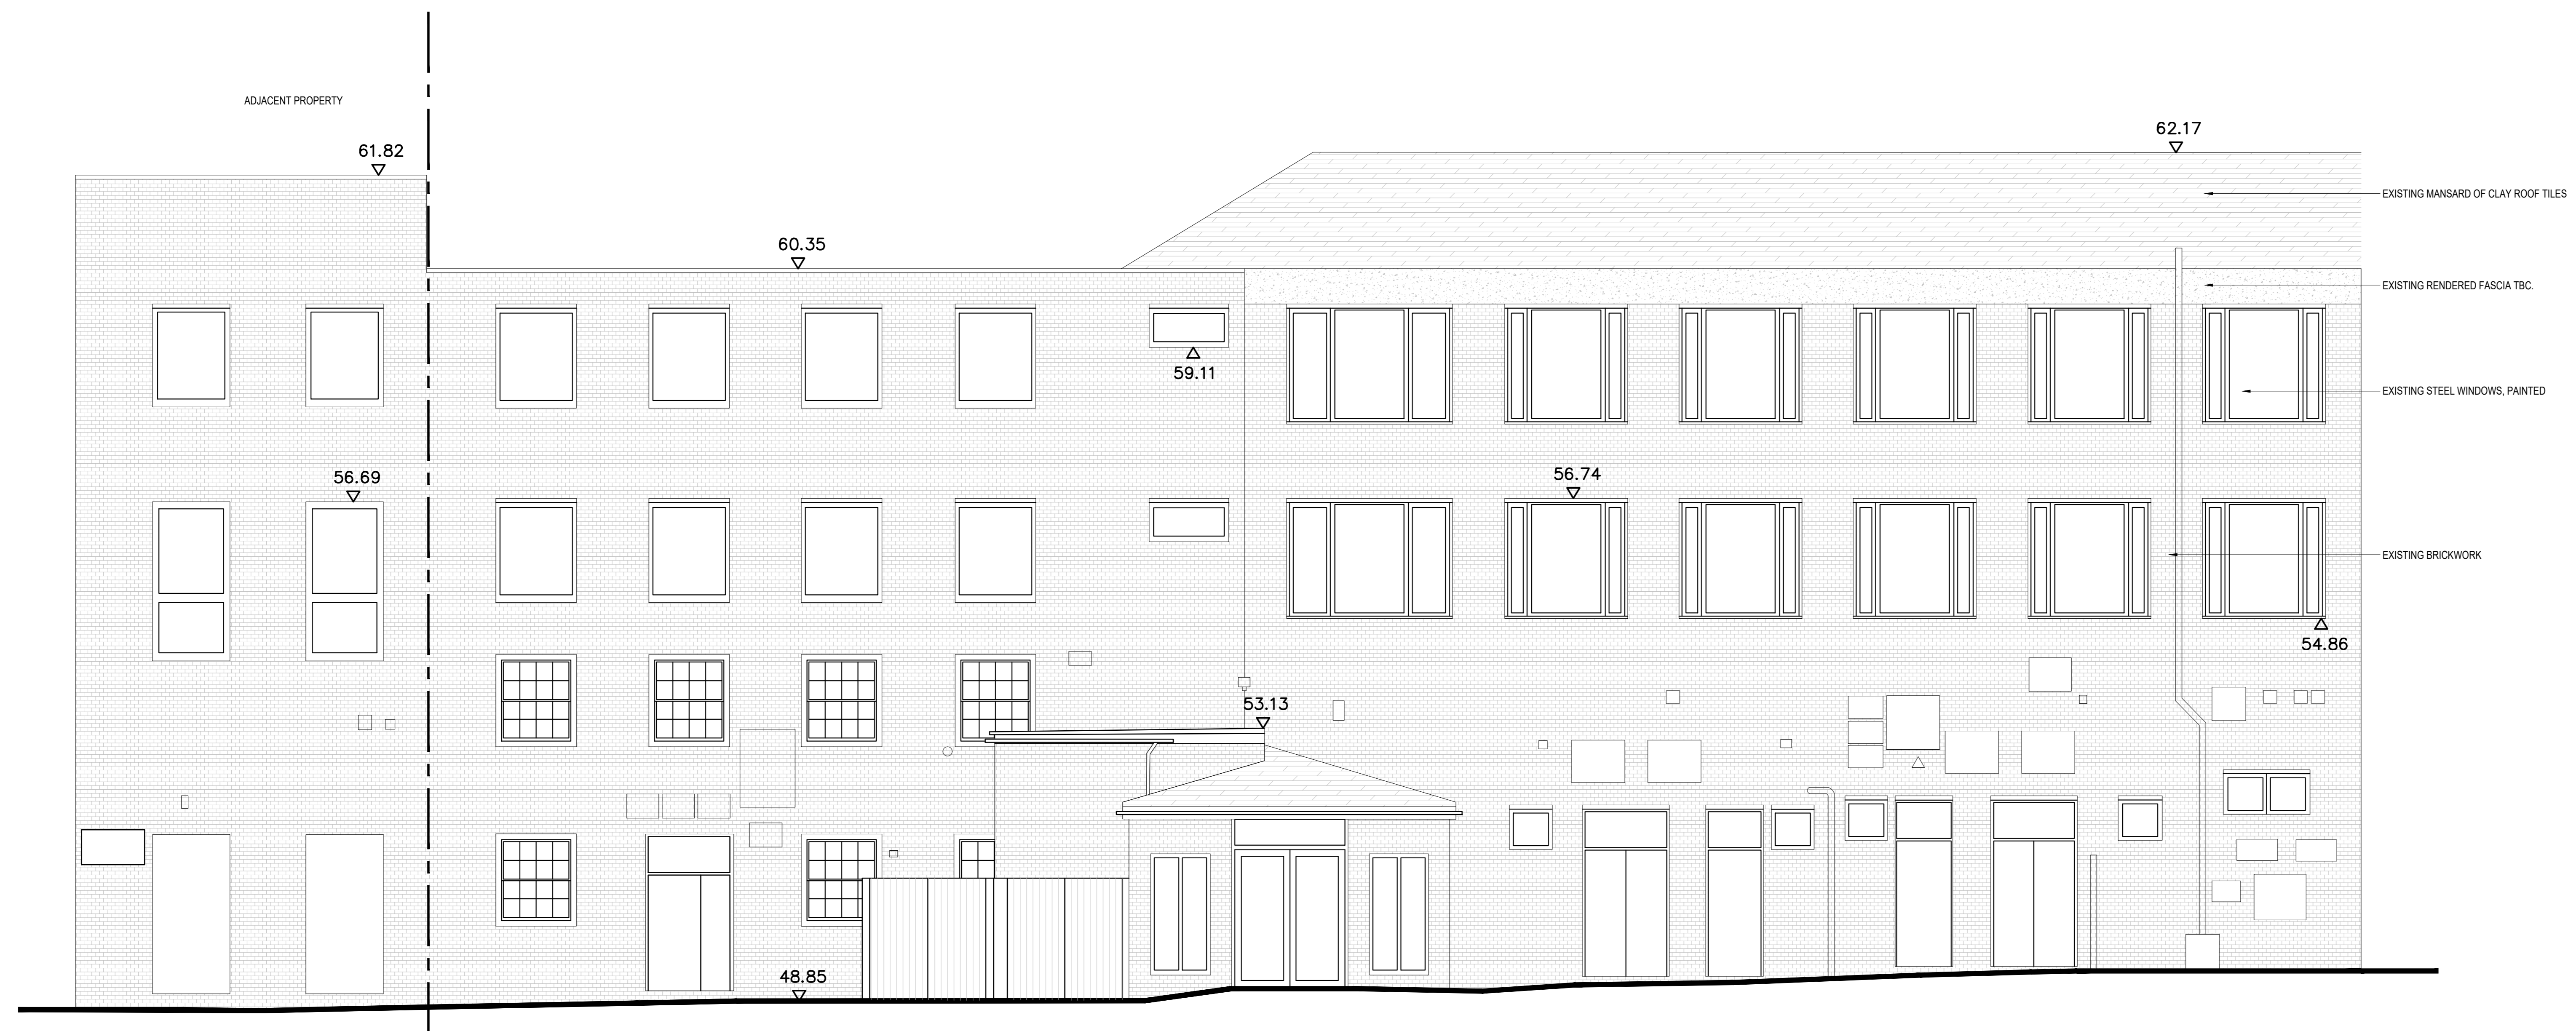 ADJACENT PROPERTY
62.17
61.82
EXISTING MANSARD OF CLAY ROOF TILES
60.35
EXISTING RENDERED FASCIA TBC.
59.11
EXISTING STEEL WINDOWS, PAINTED
56.69
56.74
EXISTING BRICKWORK
54.86
53.13
48.85